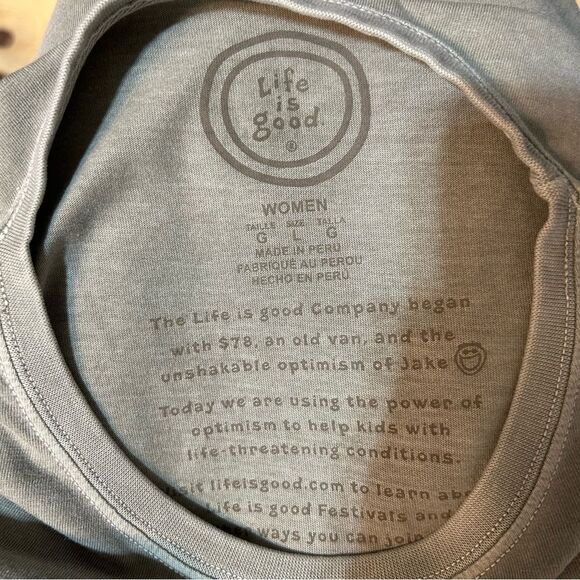 Life
is
good.
®
WOMEN
TAILLE SIZE TALLA
G L G
MADE IN PERU
FABRIQUÉ AU PEROU
HECHO EN PERÚ
The Life is good Company began
with $78, an old van, and the
unshakable optimism of Jake
Today we are using the power of
optimism to help kids with
life-threatening conditions.
lifeisgood.com to learn
Life is good Festivals and
ways you can join